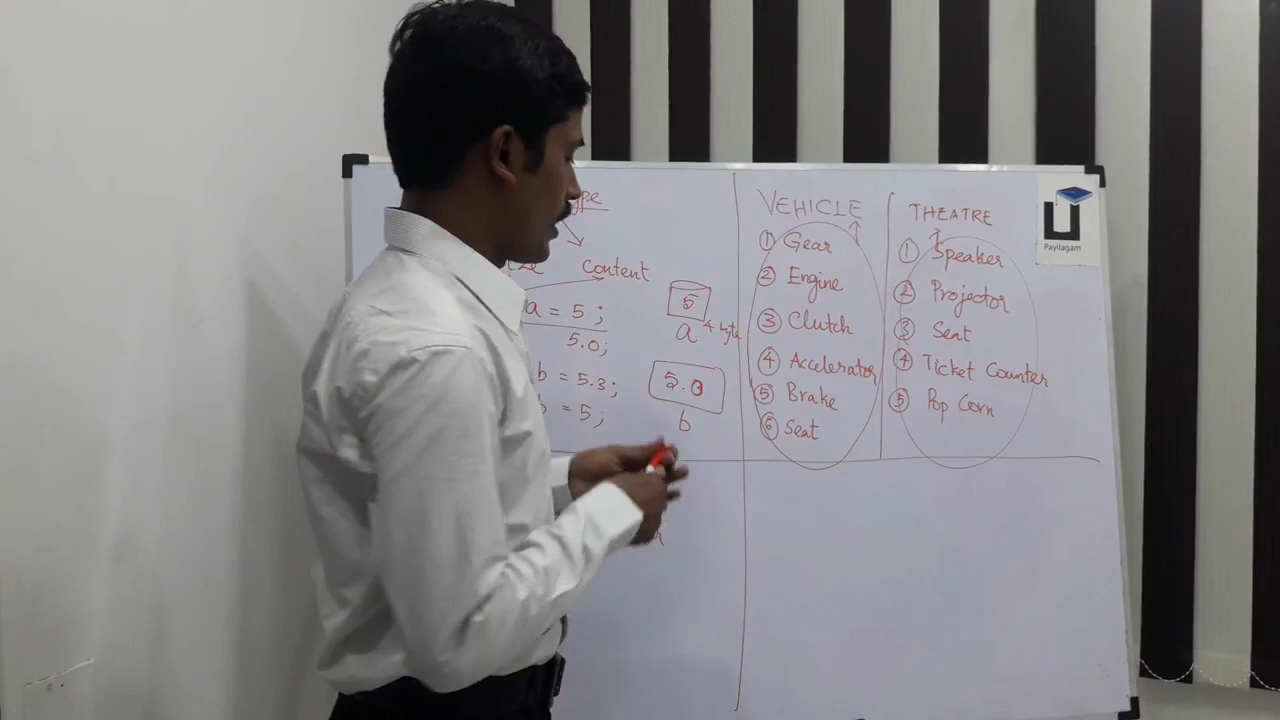 content
a = 5 ;
5.0;
b = 5.3;
= 5;
5
a 4 byte
5.0
b
VEHICLE
① Gear
② Engine
③ Clutch
④ Accelerator
⑤ Brake
⑥ Seat
THEATRE
① Speaker
② Projector
③ Seat
④ Ticket Counter
⑤ Pop Corn
Payilagam